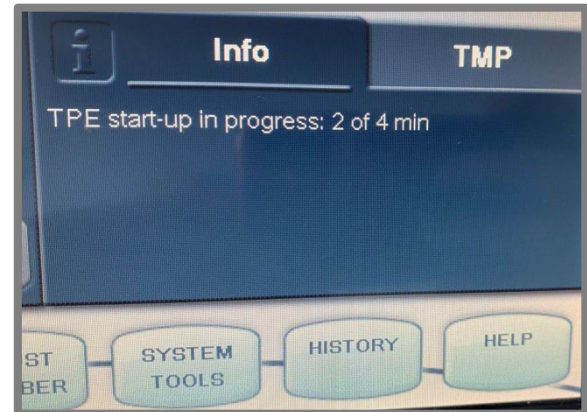 i Info TMP
TPE start-up in progress: 2 of 4 min
SYSTEM HISTORY HELP
TOOLS